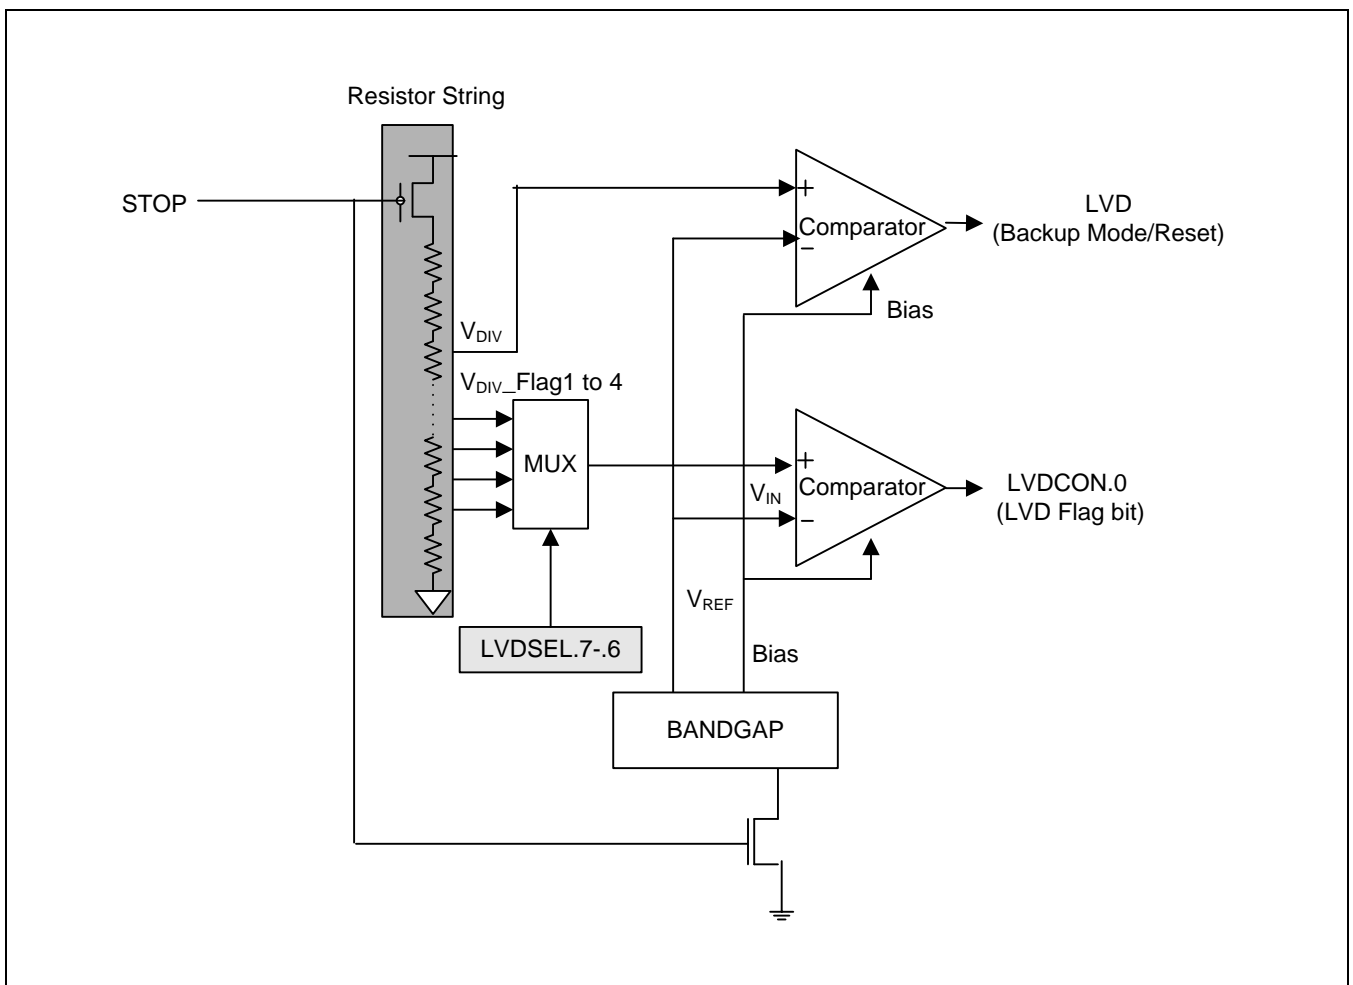 Resistor String
STOP
+
Comparator
−
LVD
(Backup Mode/Reset)
Bias
VDIV
VDIV_Flag1 to 4
MUX
+
Comparator
−
VIN
LVDCON.0
(LVD Flag bit)
VREF
LVDSEL.7-.6
Bias
BANDGAP